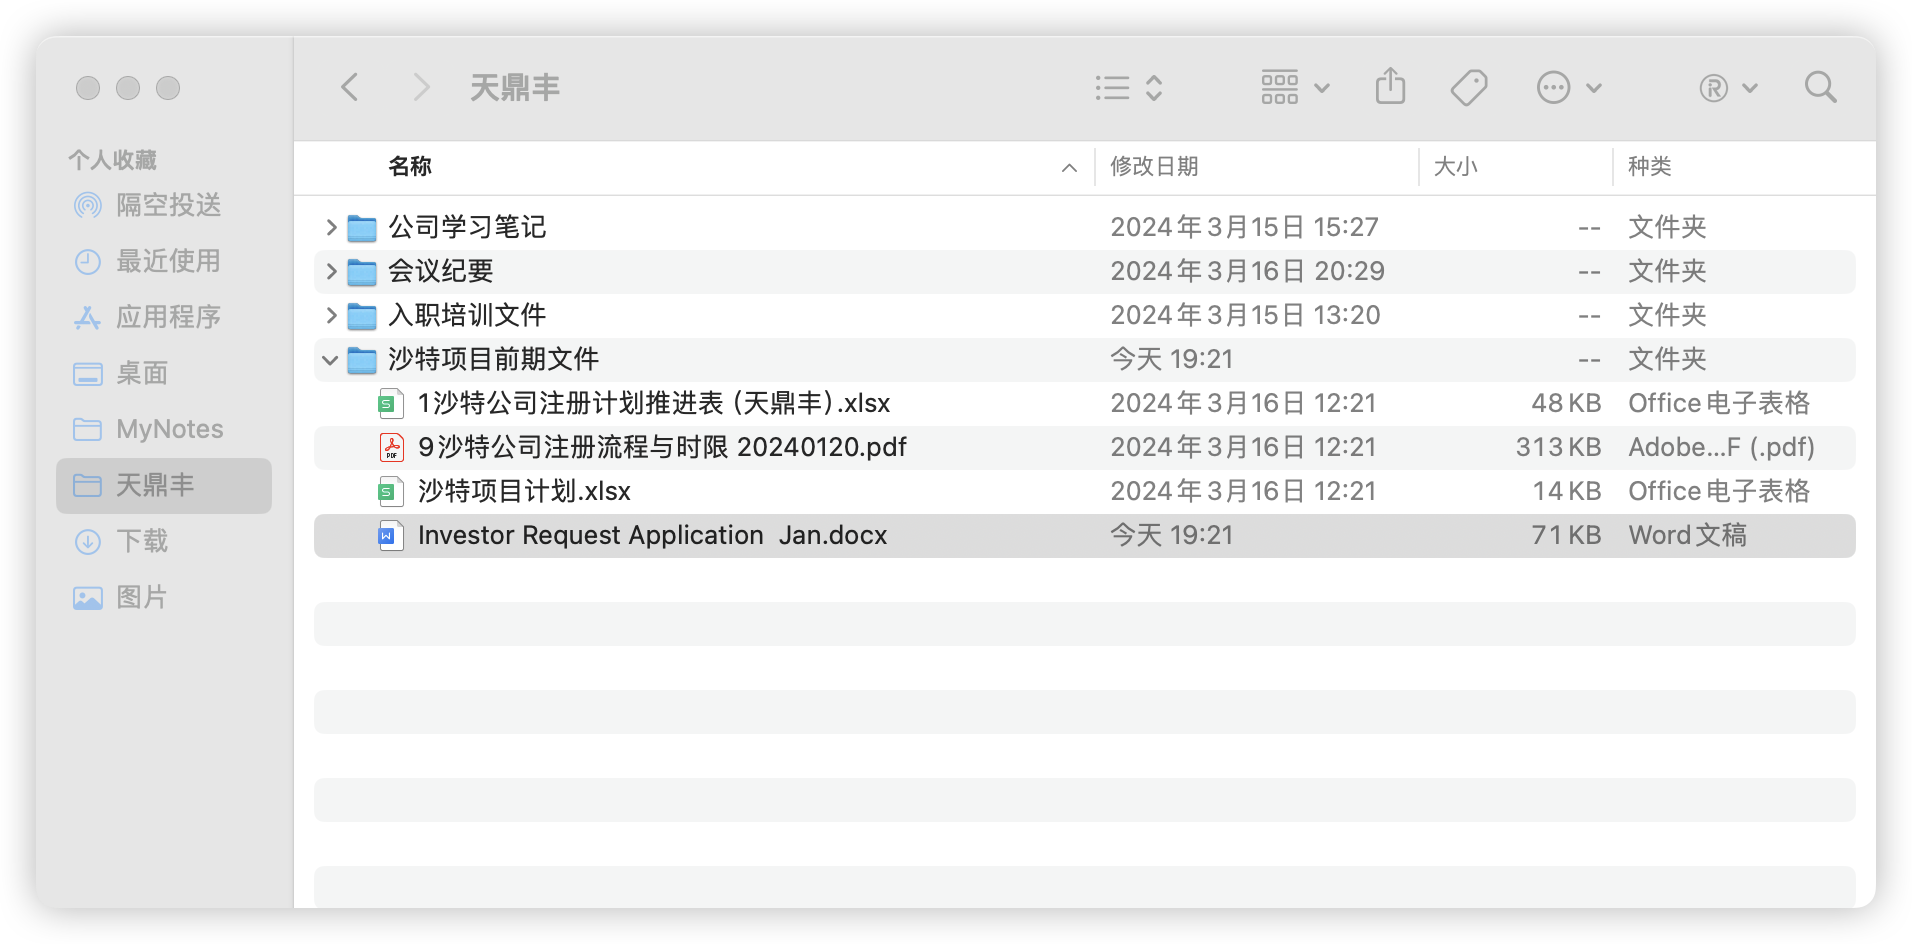 天鼎丰
个人收藏
隔空投送
最近使用
应用程序
桌面
MyNotes
天鼎丰
下载
图片
名称 修改日期 大小 种类
公司学习笔记 2024年3月15日 15:27 -- 文件夹
会议纪要 2024年3月16日 20:29 -- 文件夹
入职培训文件 2024年3月15日 13:20 -- 文件夹
沙特项目前期文件 今天 19:21 -- 文件夹
1沙特公司注册计划推进表（天鼎丰）.xlsx 2024年3月16日 12:21 48 KB Office电子表格
9沙特公司注册流程与时限 20240120.pdf 2024年3月16日 12:21 313 KB Adobe...F (.pdf)
沙特项目计划.xlsx 2024年3月16日 12:21 14 KB Office电子表格
Investor Request Application  Jan.docx 今天 19:21 71 KB Word文稿